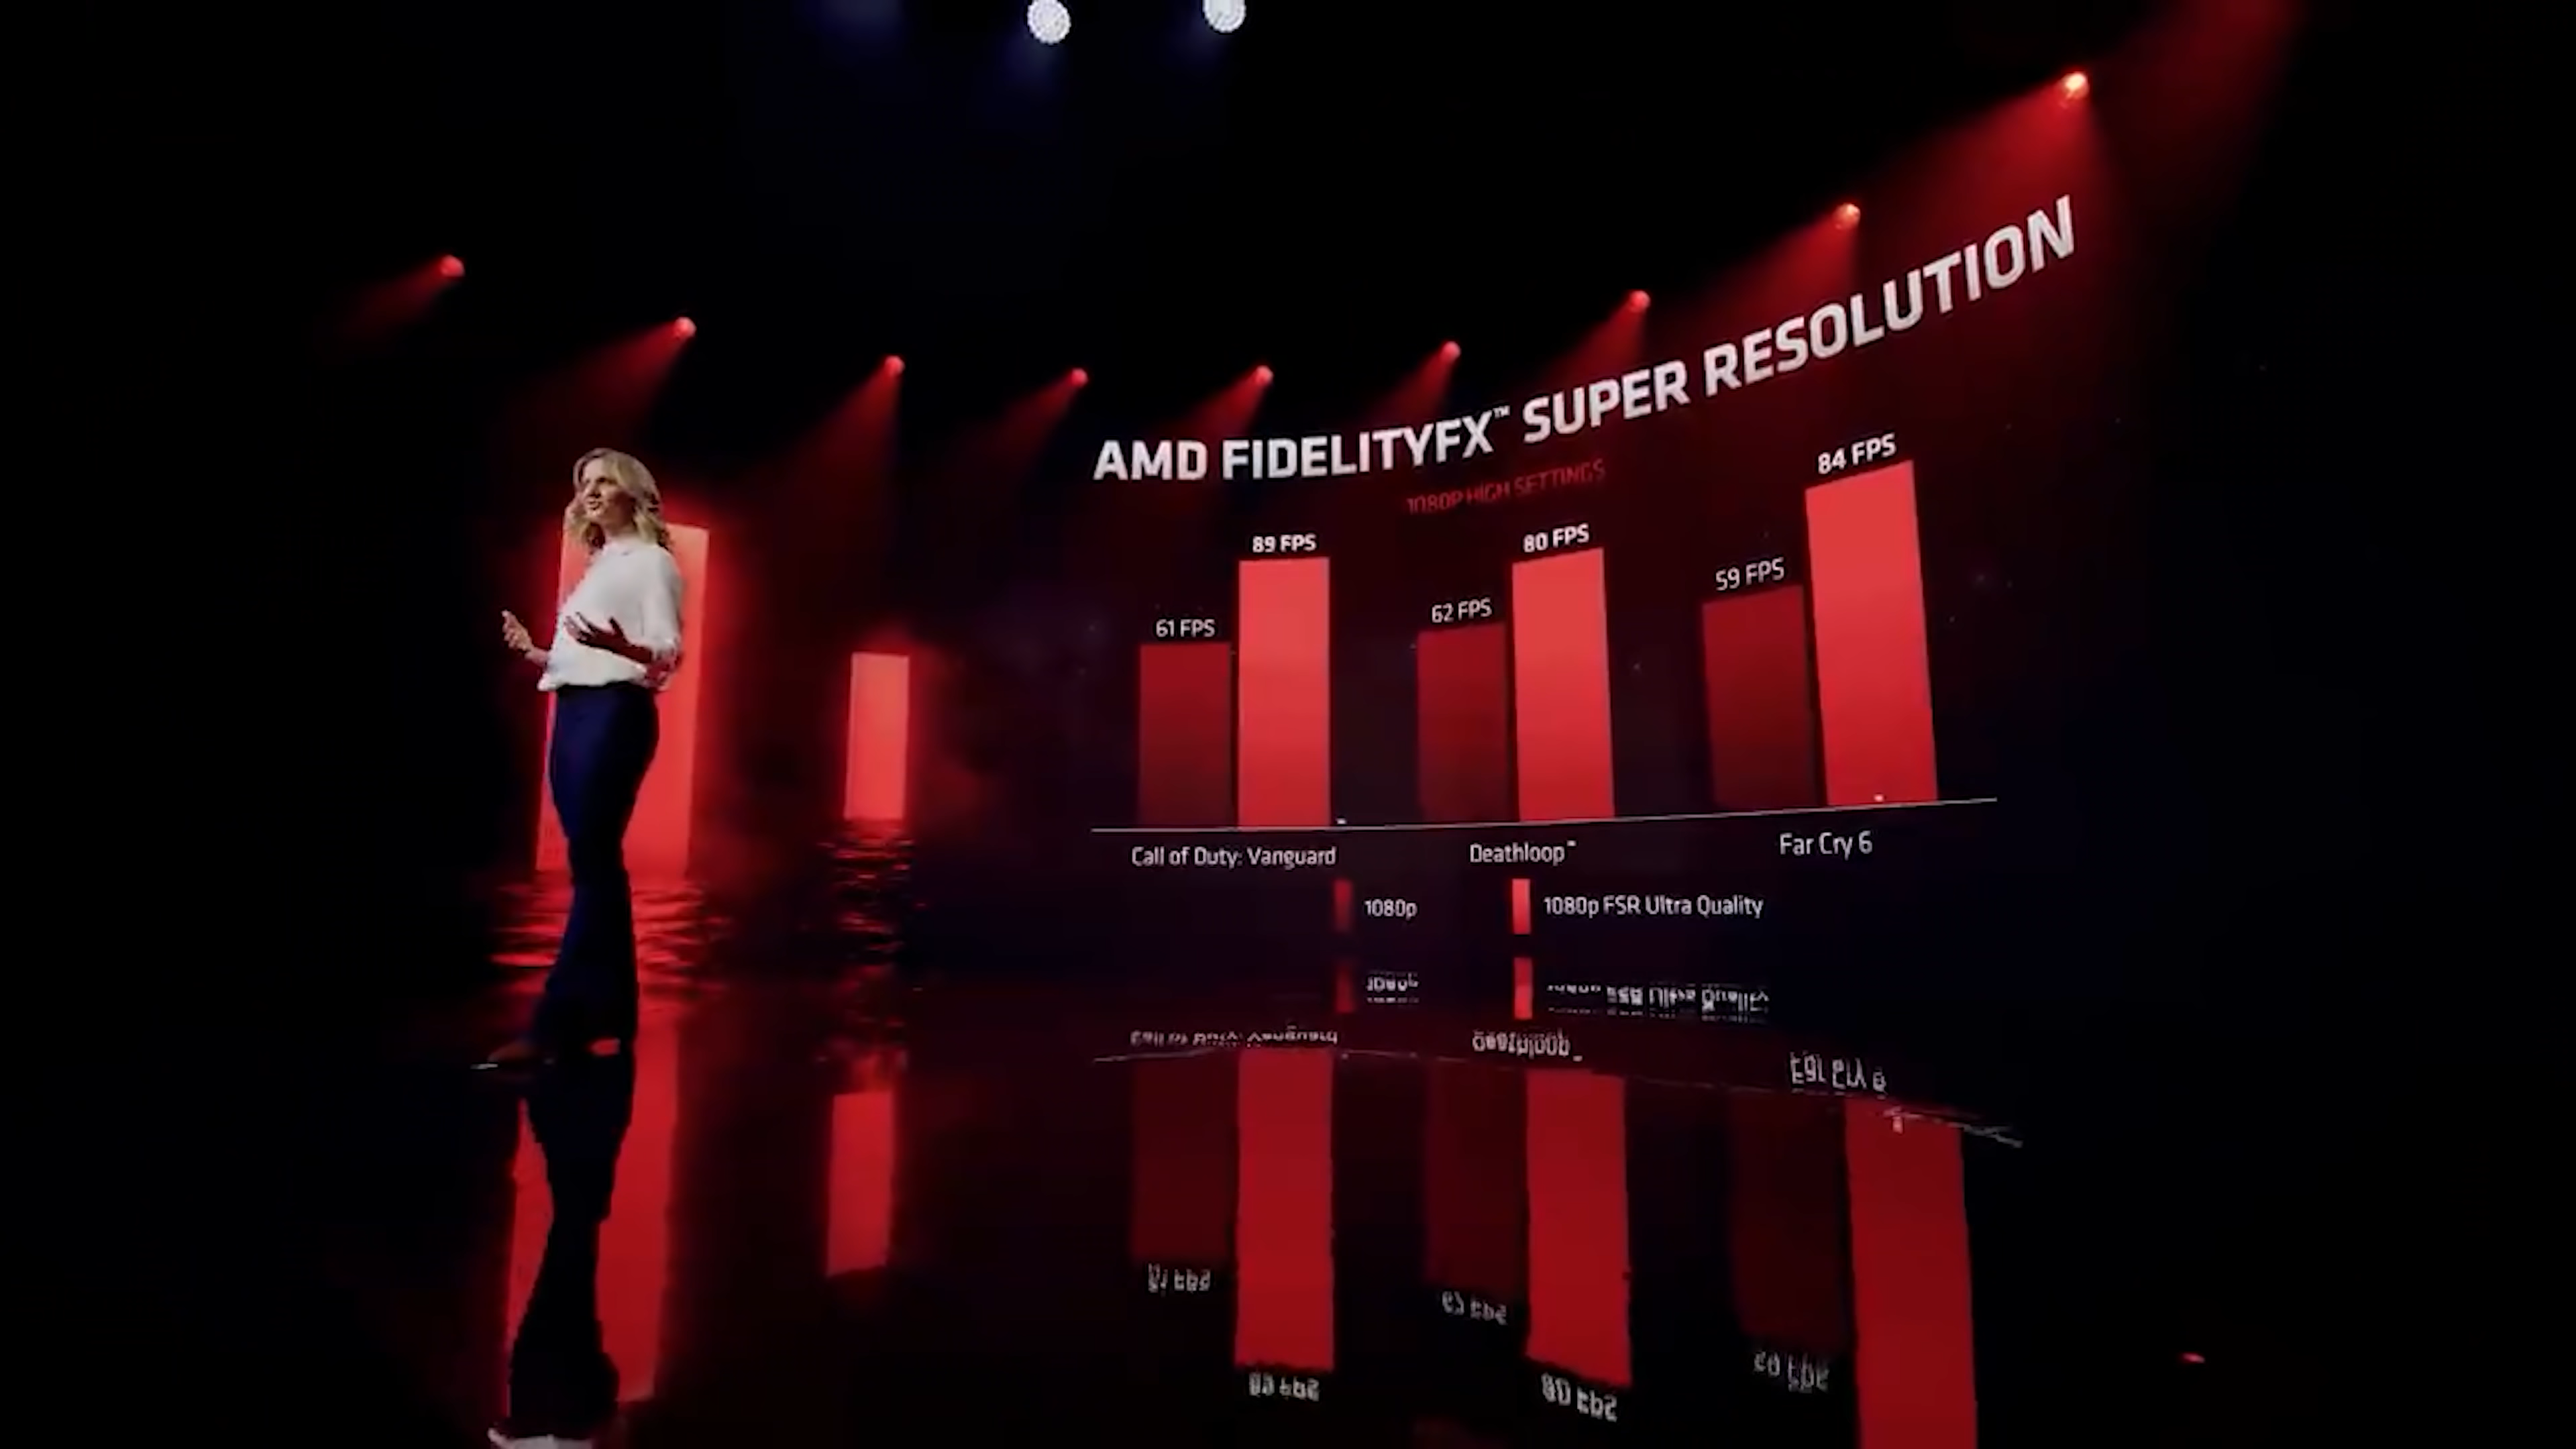 AMD FIDELITYFX™ SUPER RESOLUTION
1080P HIGH SETTINGS
61 FPS
89 FPS
62 FPS
80 FPS
59 FPS
84 FPS
Call of Duty: Vanguard
Deathloop™
Far Cry 6
1080p
1080p FSR Ultra Quality